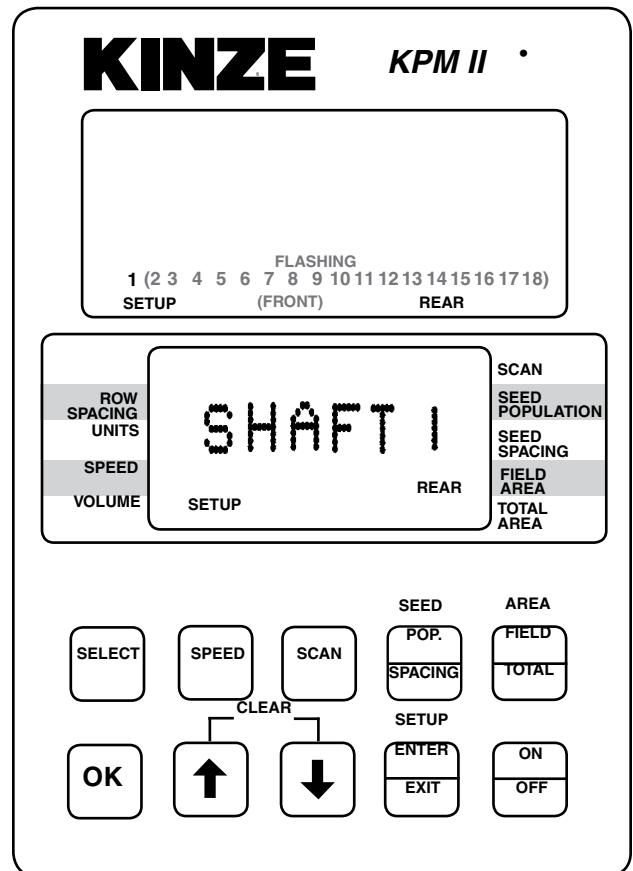 KINZE KPM II
FLASHING
1 (2 3 4 5 6 7 8 9 10 11 12 13 14 15 16 17 18)
SETUP (FRONT) REAR
ROW
SPACING
UNITS
SPEED
VOLUME
SHAFT 1
SETUP REAR
SCAN
SEED
POPULATION
SEED
SPACING
FIELD
AREA
TOTAL
AREA
SEED AREA
SELECT SPEED SCAN POP. FIELD
SPACING TOTAL
CLEAR
SETUP
OK ENTER ON
EXIT OFF